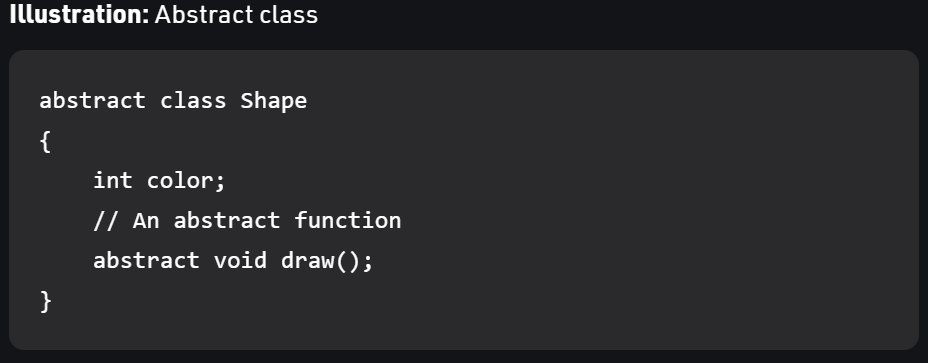 Illustration: Abstract class
abstract class Shape
{
    int color;
    // An abstract function
    abstract void draw();
}